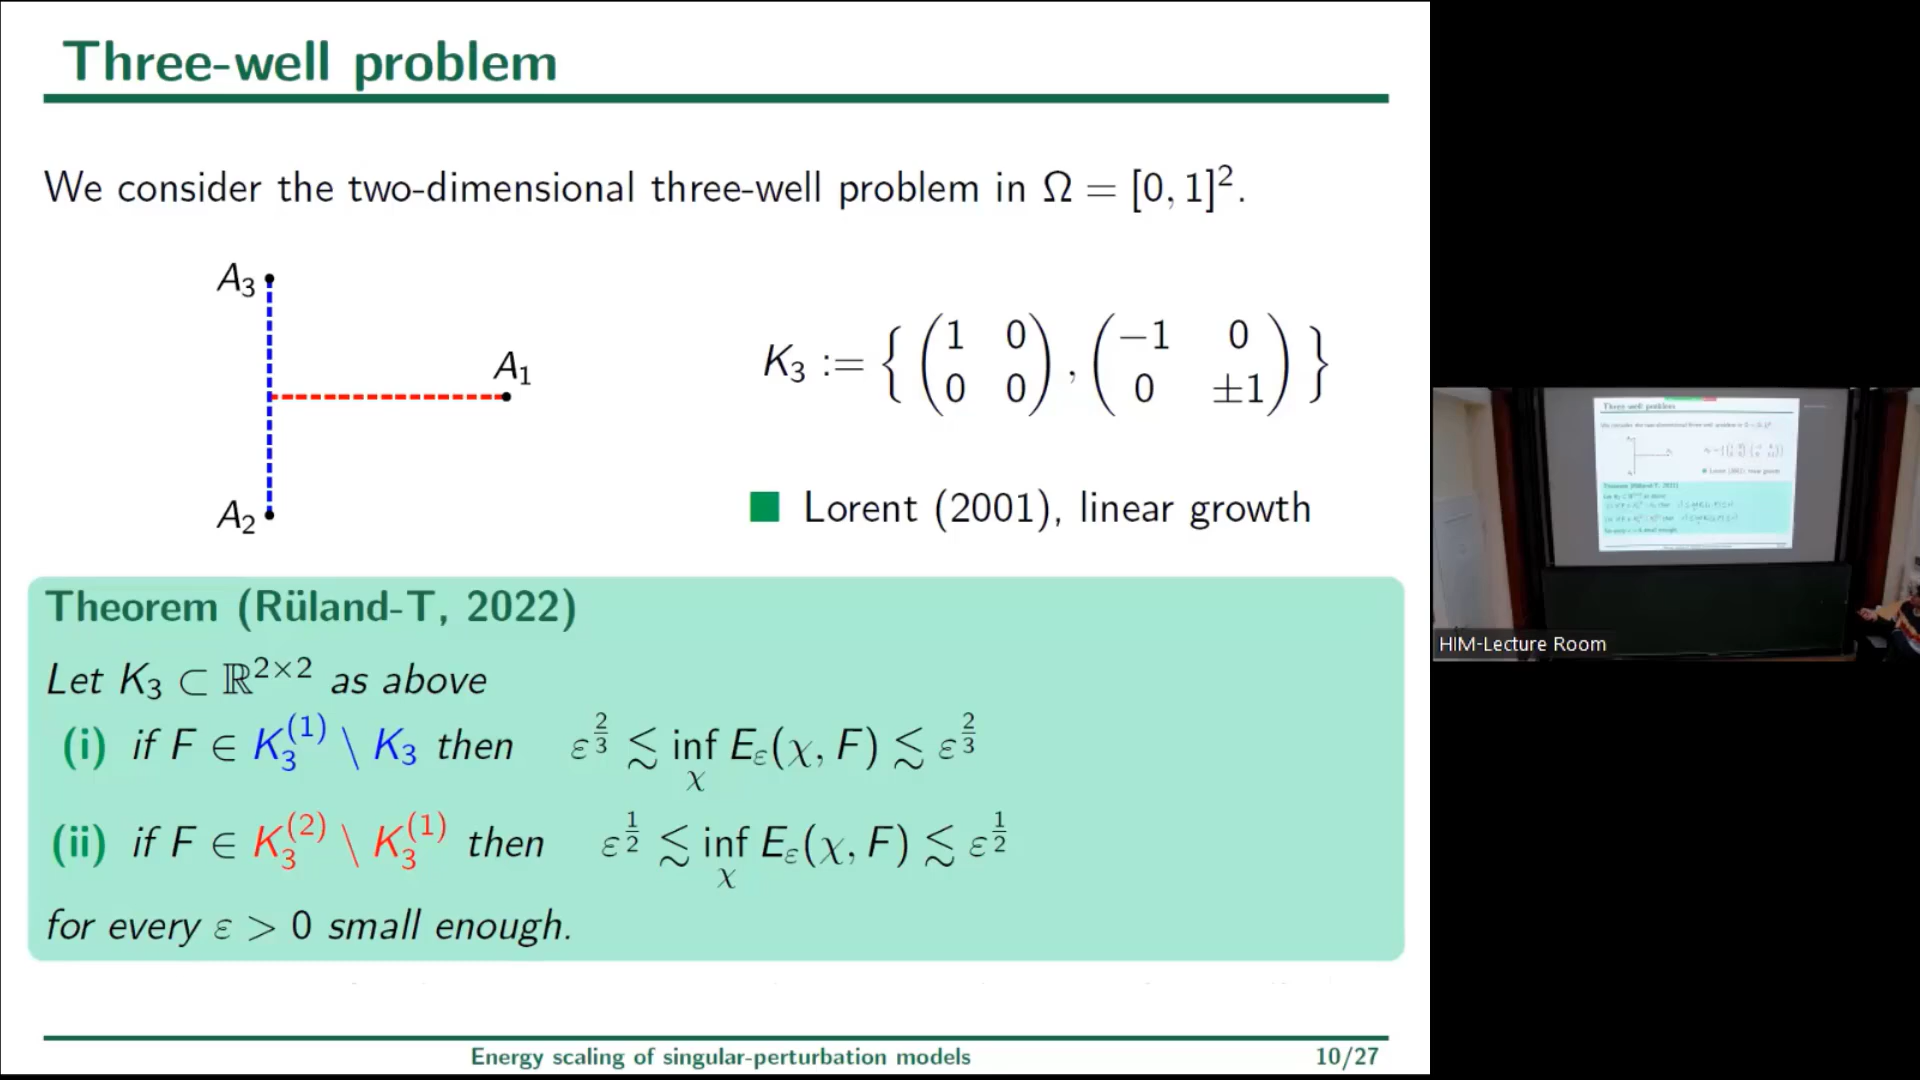 Three-well problem
We consider the two-dimensional three-well problem in Ω = [0, 1]².
A₃
A₁
A₂
K₃ := { ( 1 0 ; 0 0 ) , ( −1 0 ; 0 ±1 ) }
Lorent (2001), linear growth
Theorem (Rüland-T, 2022)
Let K₃ ⊂ ℝ²ˣ² as above
(i) if F ∈ K₃⁽¹⁾ \ K₃ then ε^{2/3} ≲ inf_χ E_ε(χ, F) ≲ ε^{2/3}
(ii) if F ∈ K₃⁽²⁾ \ K₃⁽¹⁾ then ε^{1/2} ≲ inf_χ E_ε(χ, F) ≲ ε^{1/2}
for every ε > 0 small enough.
Energy scaling of singular-perturbation models
10/27
HIM-Lecture Room